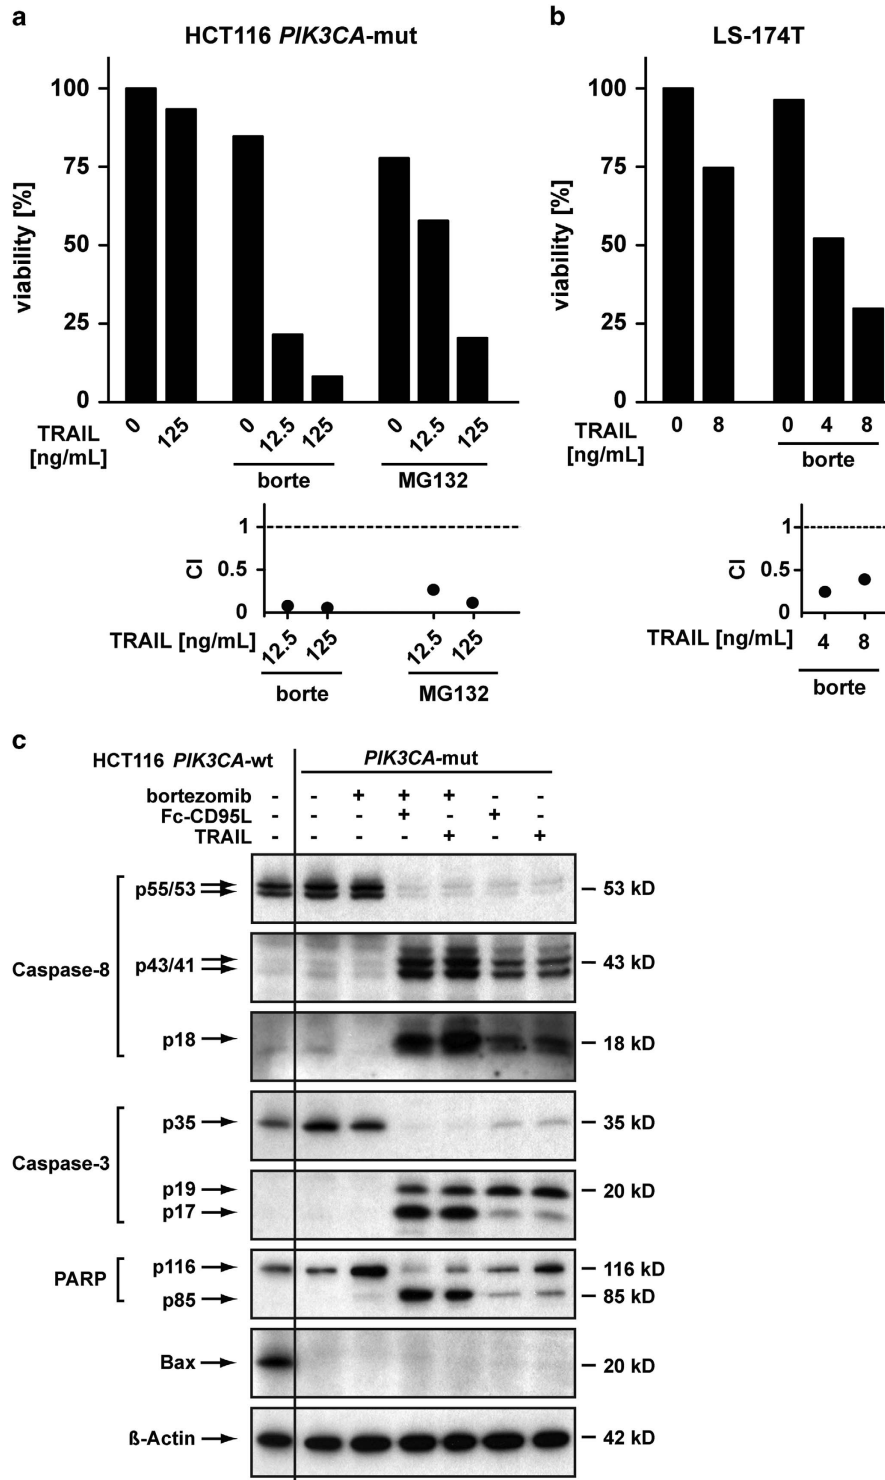 a
HCT116 PIK3CA-mut
viability [%]
100
75
50
25
0
TRAIL [ng/mL]
0 125 0 12.5 125 0 12.5 125
borte MG132
CI
1
0.5
0
TRAIL [ng/mL] 12.5 125 12.5 125
borte MG132
b
LS-174T
viability [%]
100
75
50
25
0
TRAIL [ng/mL]
0 8 0 4 8
borte
CI
1
0.5
0
TRAIL [ng/mL] 4 8
borte
c
HCT116 PIK3CA-wt PIK3CA-mut
bortezomib - - + + + - -
Fc-CD95L - - - + - + -
TRAIL - - - - + - +
Caspase-8
p55/53 53 kD
p43/41 43 kD
p18 18 kD
Caspase-3
p35 35 kD
p19 20 kD
p17
PARP
p116 116 kD
p85 85 kD
Bax 20 kD
ß-Actin 42 kD